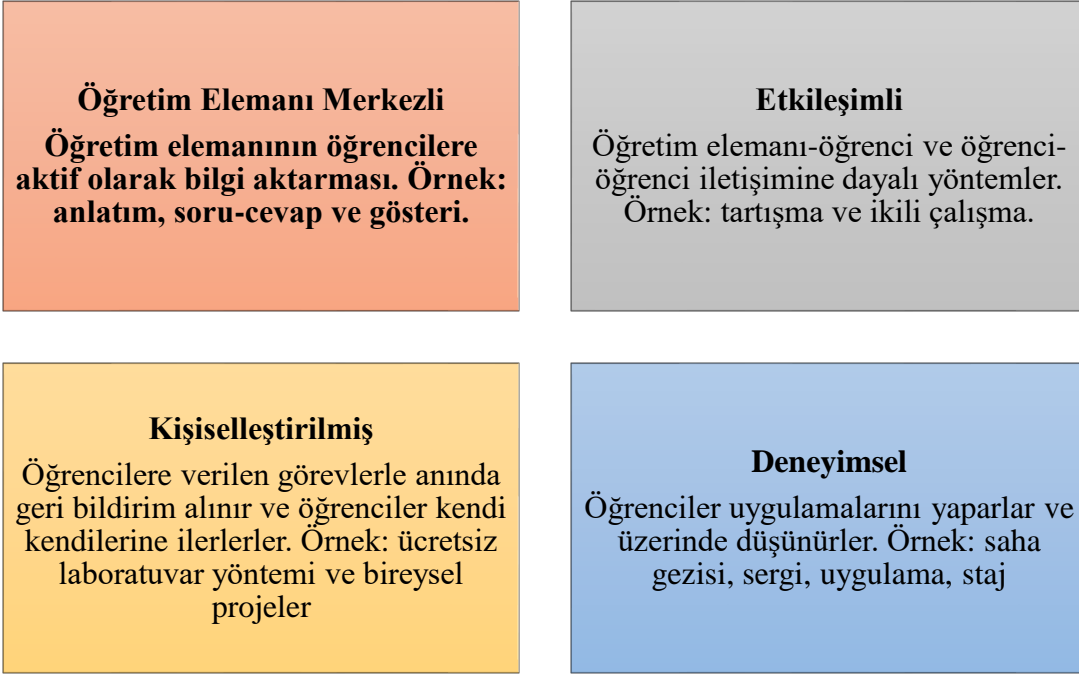 Öğretim Elemanı Merkezli
Öğretim elemanının öğrencilere
aktif olarak bilgi aktarması. Örnek:
anlatım, soru-cevap ve gösteri.
Etkileşimli
Öğretim elemanı-öğrenci ve öğrenci-
öğrenci iletişimine dayalı yöntemler.
Örnek: tartışma ve ikili çalışma.
Kişiselleştirilmiş
Öğrencilere verilen görevlerle anında
geri bildirim alınır ve öğrenciler kendi
kendilerine ilerlerler. Örnek: ücretsiz
laboratuvar yöntemi ve bireysel
projeler
Deneyimsel
Öğrenciler uygulamalarını yaparlar ve
üzerinde düşünürler. Örnek: saha
gezisi, sergi, uygulama, staj